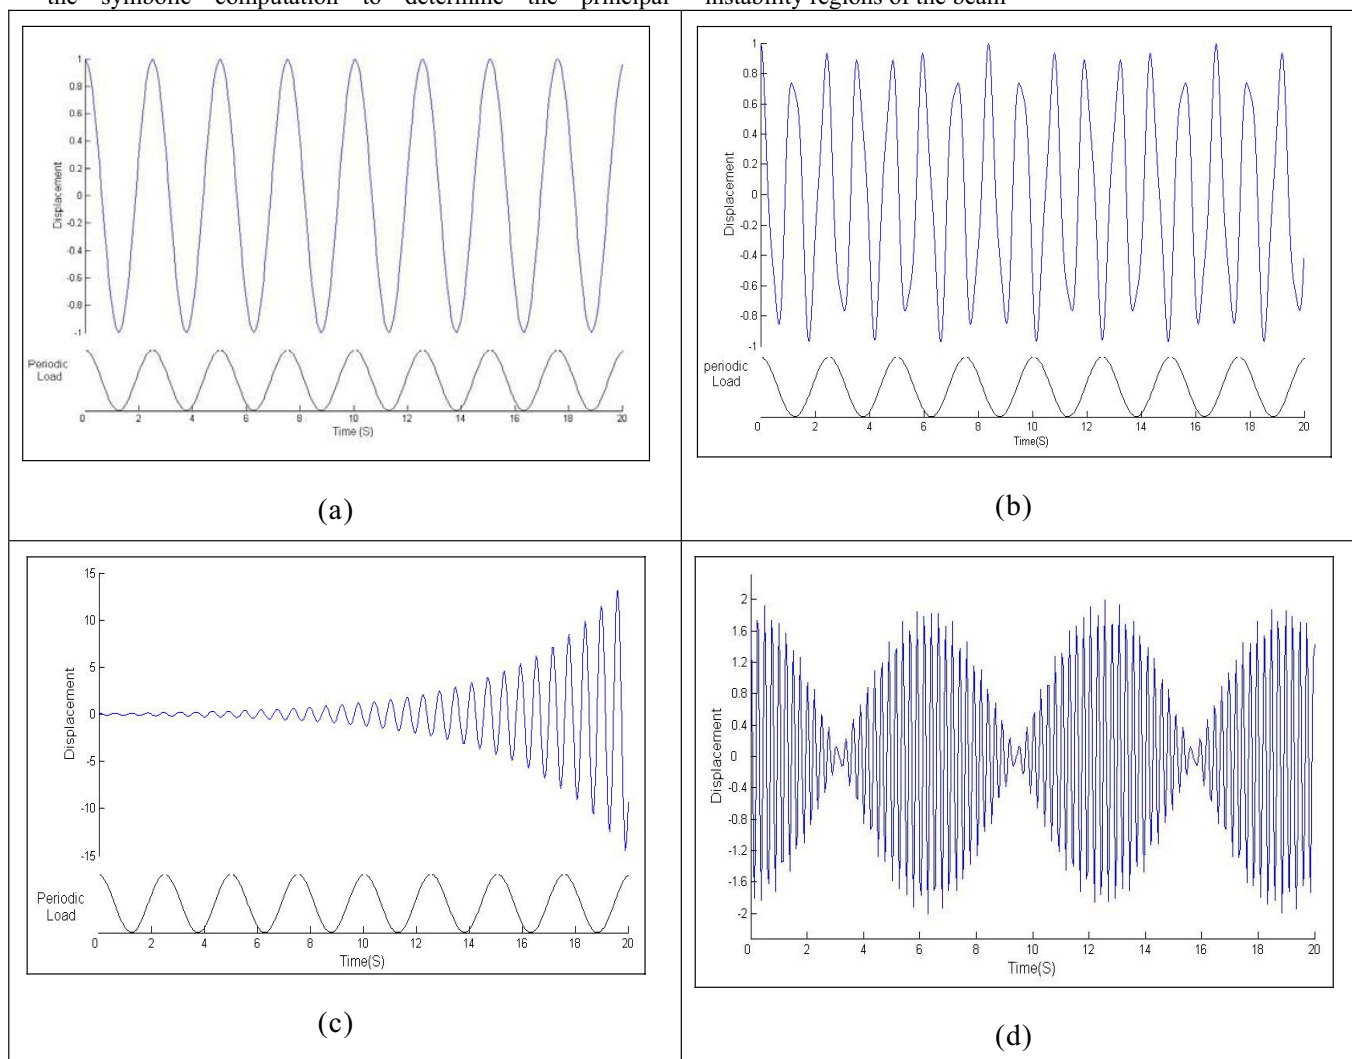 the symbolic computation to determine the principal instability regions of the beam
1
0.8
0.6
0.4
0.2
0
-0.2
-0.4
-0.6
-0.8
-1
Displacement
Periodic
Load
0 2 4 6 8 10 12 14 16 18 20
Time (S)
(a)
1
0.8
0.6
0.4
0.2
0
-0.2
-0.4
-0.6
-0.8
-1
Displacement
periodic
Load
0 2 4 6 8 10 12 14 16 18 20
Time(S)
(b)
15
10
5
0
-5
-10
-15
Displacement
Periodic
Load
0 2 4 6 8 10 12 14 16 18 20
Time(S)
(c)
2
1.6
1.2
0.8
0.4
0
-0.4
-0.8
-1.2
-1.6
-2
Displacement
0 2 4 6 8 10 12 14 16 18 20
Time(S)
(d)